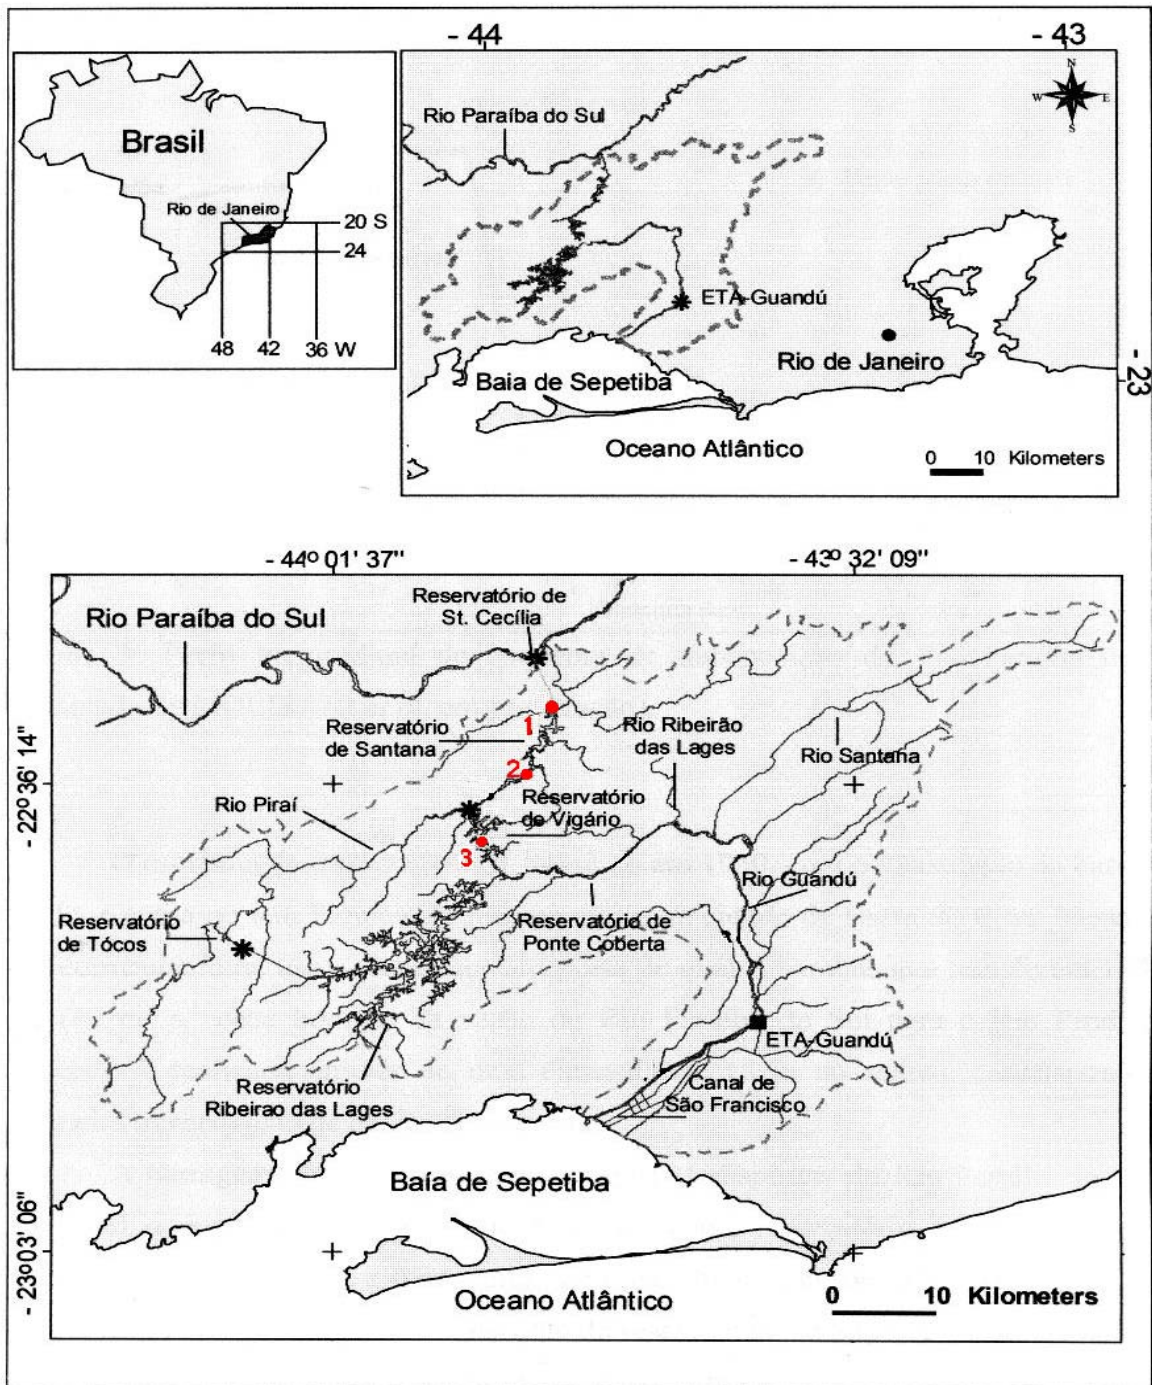 Brasil
Rio de Janeiro
20 S
24
48
42
36 W
- 44
- 43
N
W
E
S
Rio Paraíba do Sul
ETA-Guandú
Rio de Janeiro
- 23
Baia de Sepetiba
Oceano Atlântico
0 10 Kilometers
- 44º 01' 37"
- 43º 32' 09"
Reservatório de
St. Cecília
Rio Paraíba do Sul
1
Reservatório
de Santana
Rio Ribeirão
das Lages
Rio Santana
- 22º 36' 14"
2
Rio Piraí
Reservatório
de Vigário
3
Rio Guandú
Reservatório
de Tócos
Reservatório de
Ponte Coberta
ETA-Guandú
Reservatório
Ribeirao das Lages
Canal de
São Francisco
Baía de Sepetiba
- 23º 03' 06"
Oceano Atlântico
0 10 Kilometers